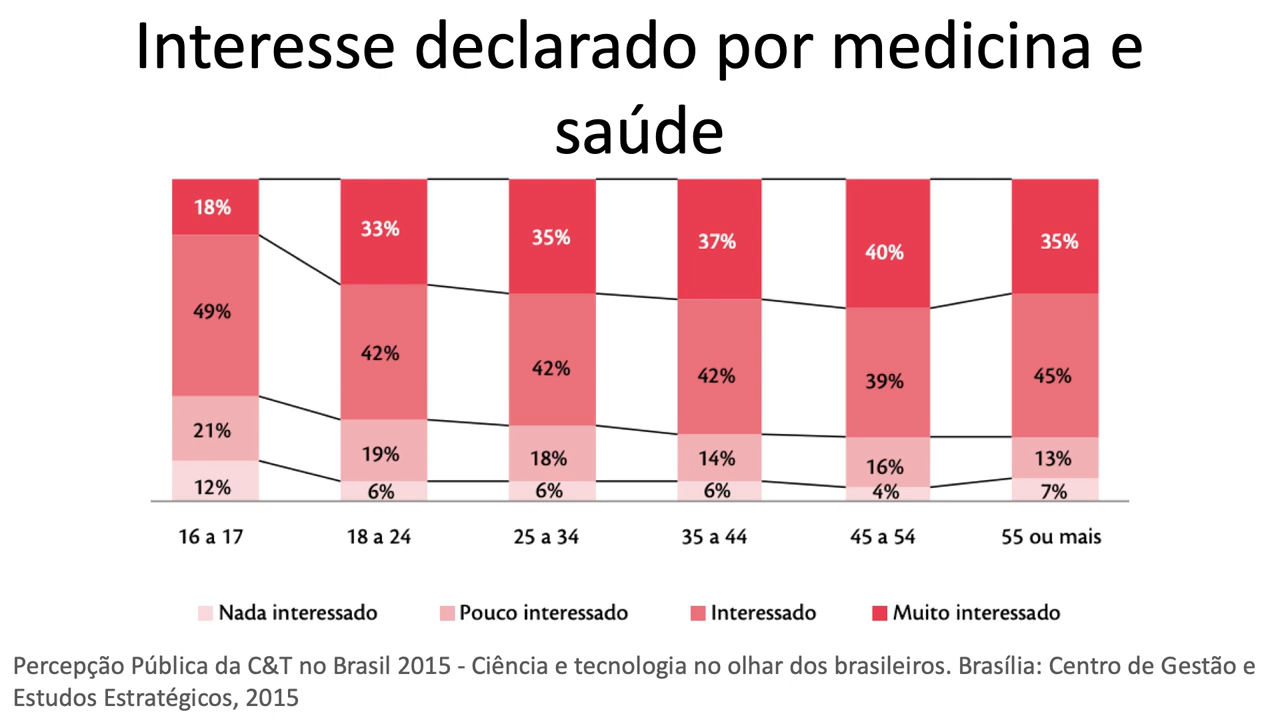 Interesse declarado por medicina e
saúde
18% 33% 35% 37% 40% 35%
49% 42% 42% 42% 39% 45%
21% 19% 18% 14% 16% 13%
12% 6% 6% 6% 4% 7%
16 a 17 18 a 24 25 a 34 35 a 44 45 a 54 55 ou mais
Nada interessado Pouco interessado Interessado Muito interessado
Percepção Pública da C&T no Brasil 2015 - Ciência e tecnologia no olhar dos brasileiros. Brasília: Centro de Gestão e
Estudos Estratégicos, 2015